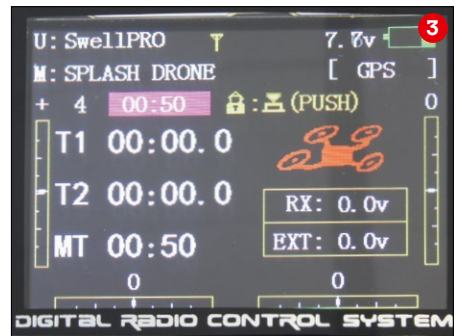 3
U: SwellPRO 7.8v
M: SPLASH DRONE [ GPS ]
+ 4 00:50 : (PUSH) 0
T1 00:00.0
T2 00:00.0
RX: 0.0v
MT 00:50 EXT: 0.0v
0 0
DIGITAL RADIO CONTROL SYSTEM